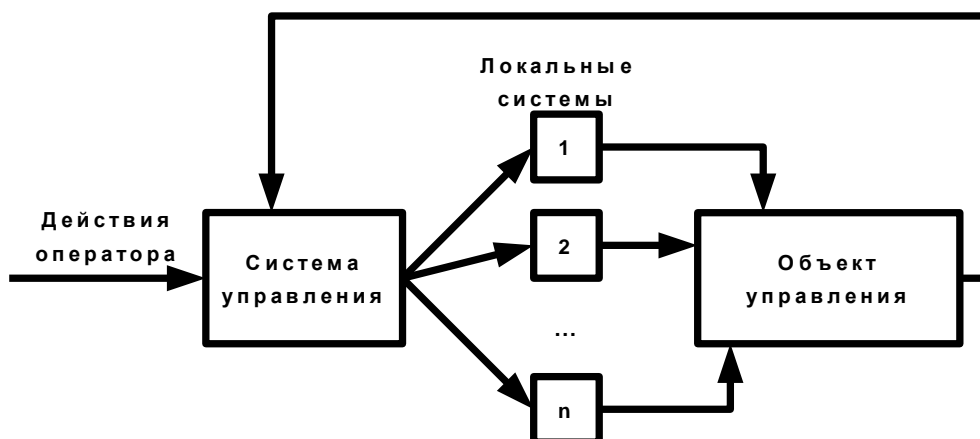 Локальные
системы
1
Действия
оператора
Система
управления
2
Объект
управления
...
n